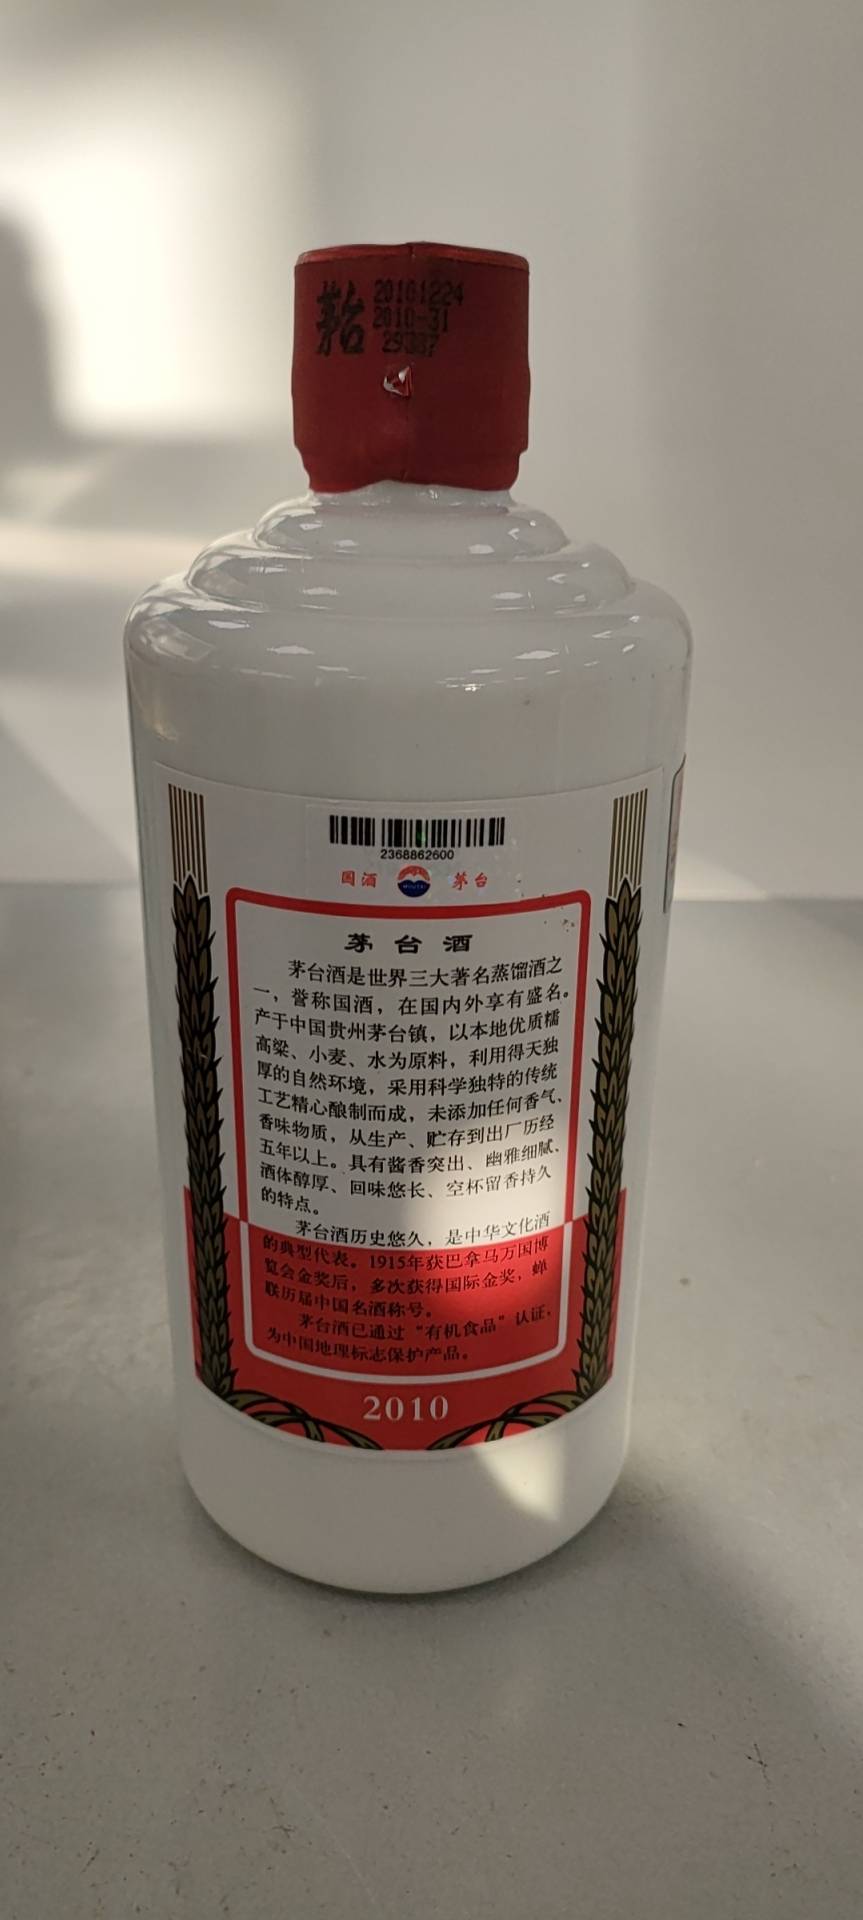 茅台
20101224
2010-31
29387
2368862600
国酒 MOUTAI 茅台
茅台酒
茅台酒是世界三大著名蒸馏酒之
一，誉称国酒，在国内外享有盛名。
产于中国贵州茅台镇，以本地优质糯
高粱、小麦、水为原料，利用得天独
厚的自然环境，采用科学独特的传统
工艺精心酿制而成，未添加任何香气、
香味物质，从生产、贮存到出厂历经
五年以上。具有酱香突出、幽雅细腻、
酒体醇厚、回味悠长、空杯留香持久
的特点。
茅台酒历史悠久，是中华文化酒
的典型代表。1915年获巴拿马万国博
览会金奖后，多次获得国际金奖，蝉
联历届中国名酒称号。
茅台酒已通过“有机食品”认证，
为中国地理标志保护产品。
2010